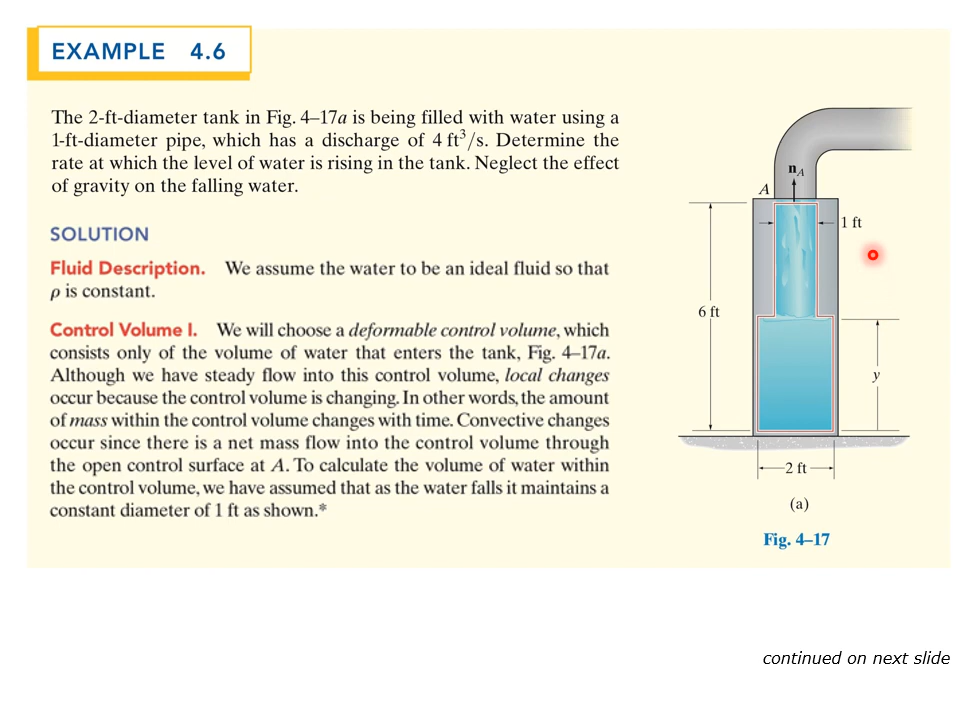 EXAMPLE 4.6
The 2-ft-diameter tank in Fig. 4–17a is being filled with water using a
1-ft-diameter pipe, which has a discharge of 4 ft³/s. Determine the
rate at which the level of water is rising in the tank. Neglect the effect
of gravity on the falling water.
SOLUTION
Fluid Description. We assume the water to be an ideal fluid so that
ρ is constant.
Control Volume I. We will choose a deformable control volume, which
consists only of the volume of water that enters the tank, Fig. 4–17a.
Although we have steady flow into this control volume, local changes
occur because the control volume is changing. In other words, the amount
of mass within the control volume changes with time. Convective changes
occur since there is a net mass flow into the control volume through
the open control surface at A. To calculate the volume of water within
the control volume, we have assumed that as the water falls it maintains a
constant diameter of 1 ft as shown.*
n_A
A
1 ft
6 ft
y
2 ft
(a)
Fig. 4–17
continued on next slide